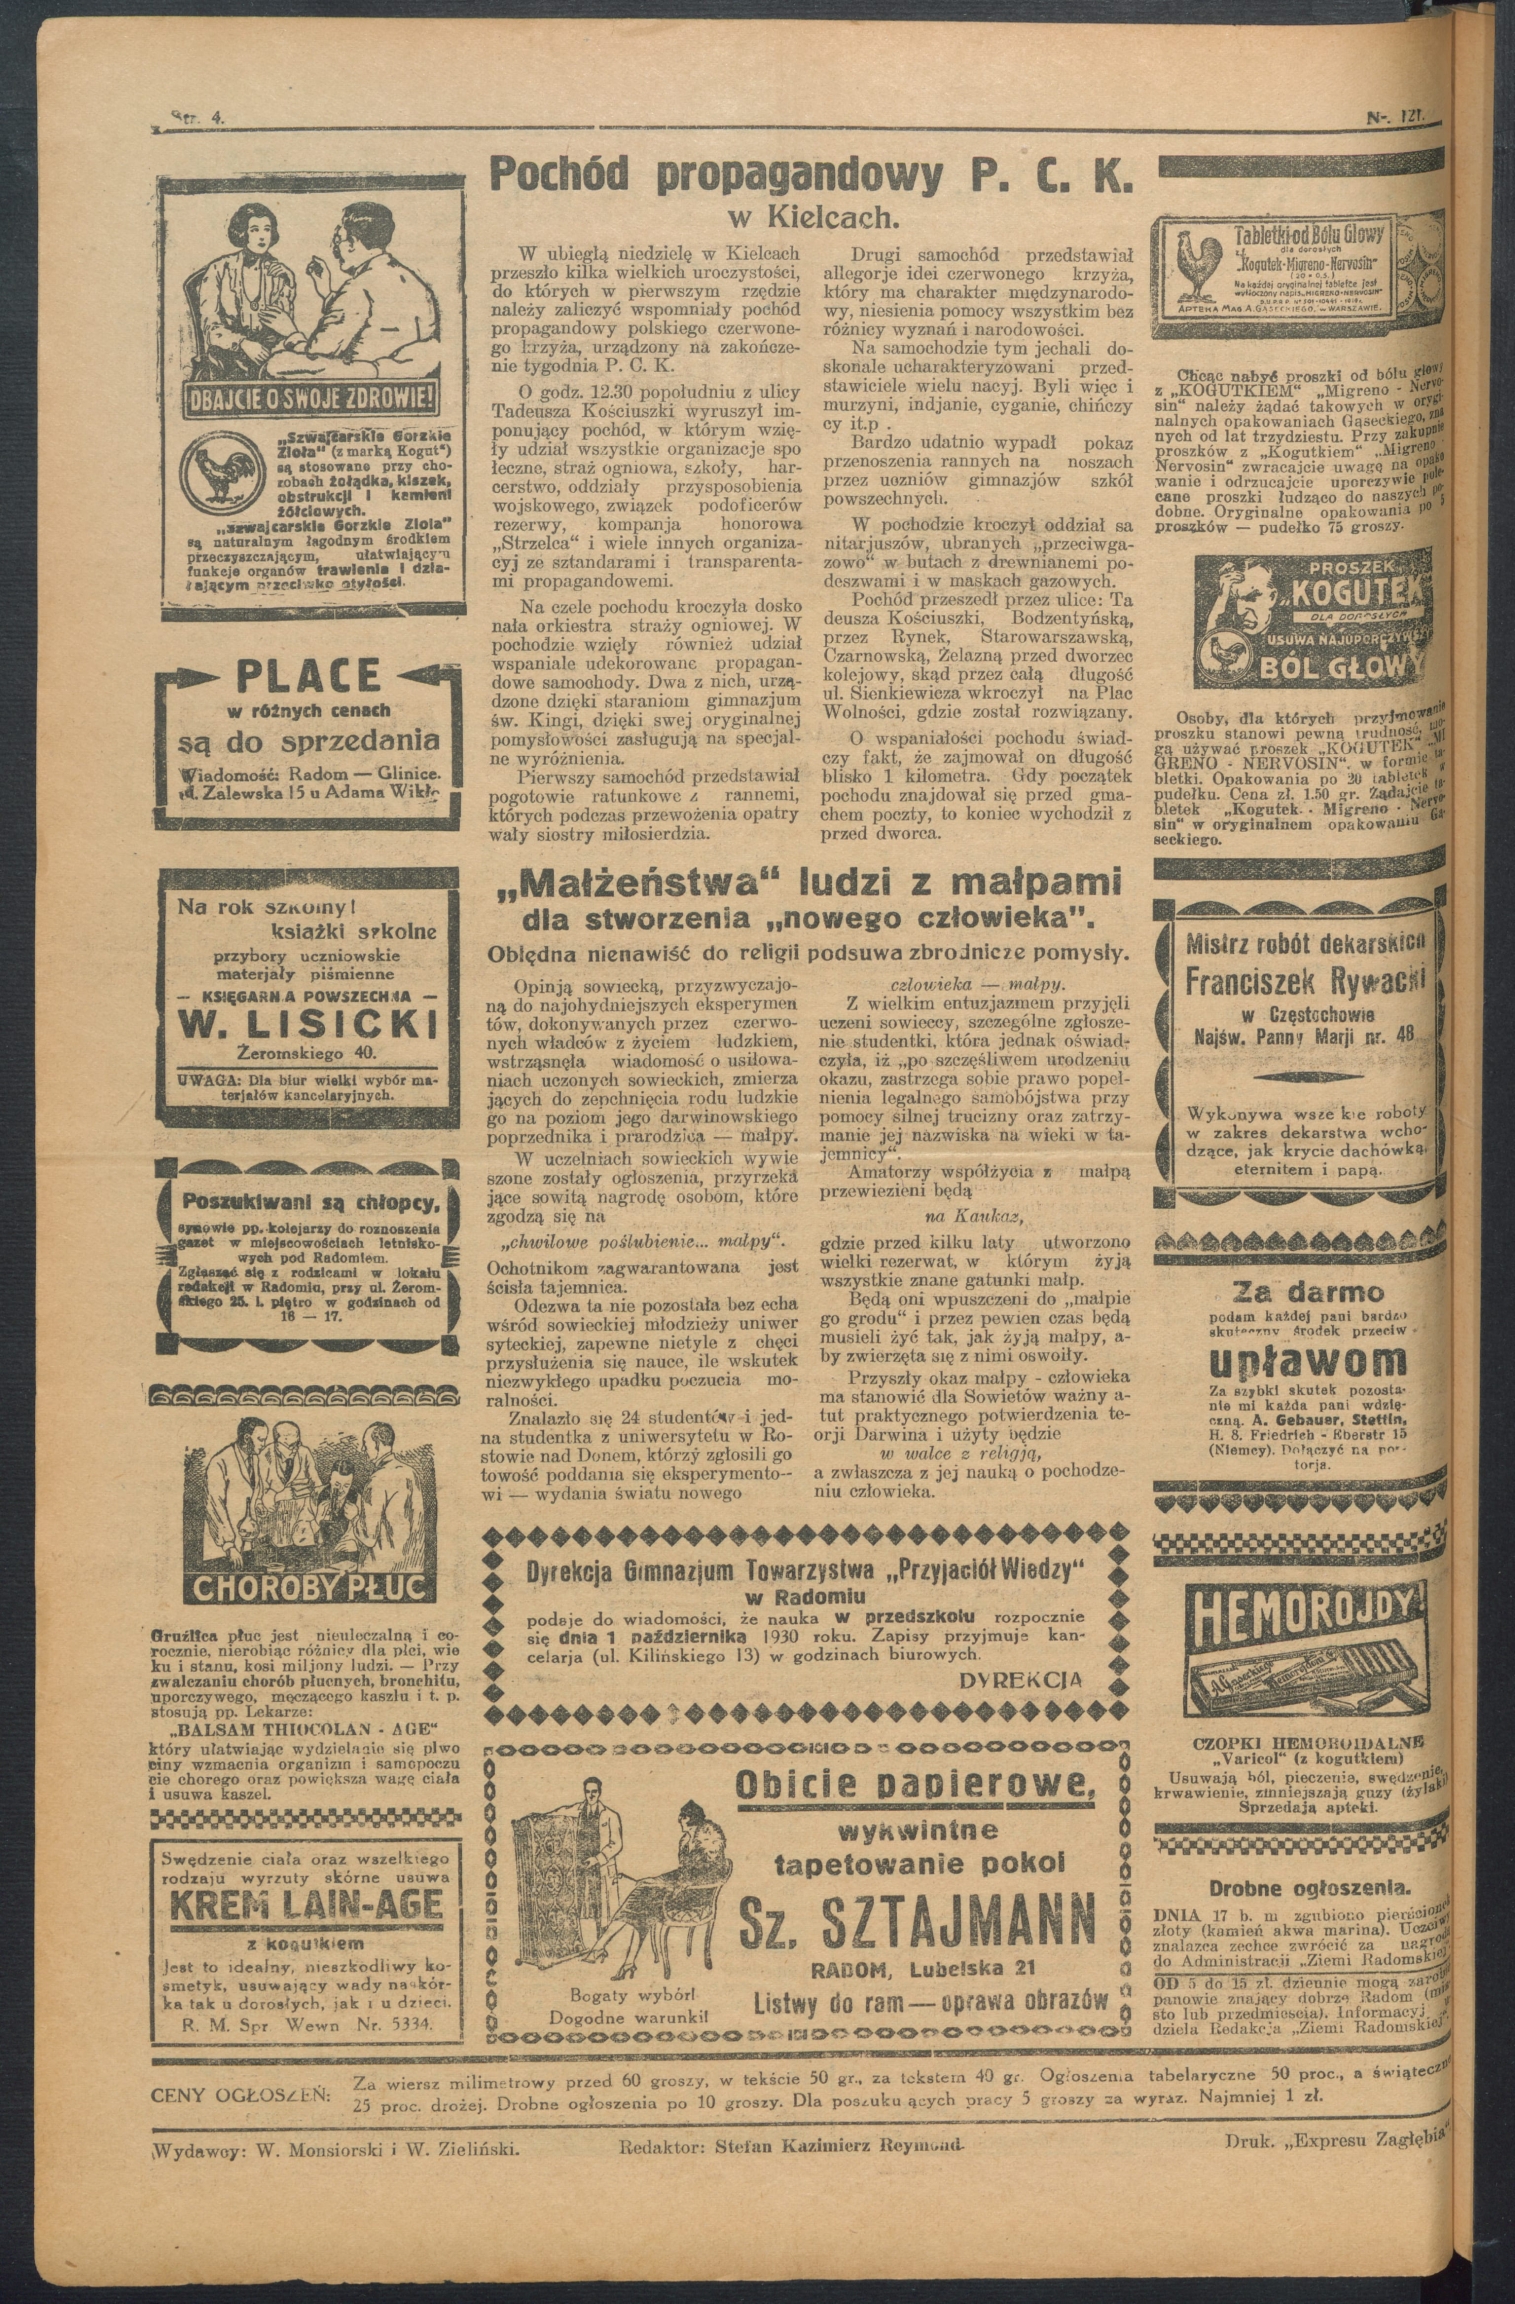 Str. 4.
Nr. 121.
DBAJCIE O SWOJE ZDROWIE!
„Szwajcarskie Gorzkie
Zioła" (z marką Kogut")
są stosowane przy cho-
robach żołądka, kiszek,
obstrukcji i kamieni
żółciowych.
„Szwajcarskie Gorzkie Zioła"
są naturalnym łagodnym środkiem
przeczyszczającym, ułatwiającym
funkcje organów trawienia i dzia-
łającym przeciwko otyłości.
PLACE
w różnych cenach
są do sprzedania
Wiadomość: Radom — Glinice.
ul. Zalewska 15 u Adama Wikło
Na rok szkolny!
książki szkolne
przybory uczniowskie
materjały piśmienne
— KSIĘGARNIA POWSZECHNA —
W. LISICKI
Żeromskiego 40.
UWAGA: Dla biur wielki wybór ma-
terjałów kancelaryjnych.
Poszukiwani są chłopcy,
synowie pp. kolejarzy do roznoszenia
gazet w miejscowościach letnisko-
wych pod Radomiem.
Zgłaszać się z rodzicami w lokalu
redakcji w Radomiu, przy ul. Żerom-
skiego 25. I. piętro w godzinach od
16 — 17.
CHOROBY PŁUC
Gruźlica płuc jest nieuleczalną i co-
rocznie, nierobiąc różnicy dla płci, wie
ku i stanu, kosi miljony ludzi. — Przy
zwalczaniu chorób płucnych, bronchitu,
uporczywego, męczącego kaszlu i t. p.
stosują pp. Lekarze:
„BALSAM THIOCOLAN - AGE"
który ułatwiając wydzielanie się plwo
ciny wzmacnia organizm i samopoczu
cie chorego oraz powiększa wagę ciała
i usuwa kaszel.
Swędzenie ciała oraz wszelkiego
rodzaju wyrzuty skórne usuwa
KREM LAIN-AGE
z kogutkiem
Jest to idealny, nieszkodliwy ko-
smetyk, usuwający wady naskór-
ka tak u dorosłych, jak i u dzieci.
R. M. Spr Wewn Nr. 5334.
Pochód propagandowy P. C. K.
w Kielcach.
W ubiegłą niedzielę w Kielcach
przeszło kilka wielkich uroczystości,
do których w pierwszym rzędzie
należy zaliczyć wspomniały pochód
propagandowy polskiego czerwone-
go krzyża, urządzony na zakończe-
nie tygodnia P. C. K.
O godz. 12.30 popołudniu z ulicy
Tadeusza Kościuszki wyruszył im-
ponujący pochód, w którym wzię-
ły udział wszystkie organizacje spo
łeczne, straż ogniowa, szkoły, har-
cerstwo, oddziały przysposobienia
wojskowego, związek podoficerów
rezerwy, kompanja honorowa
„Strzelca" i wiele innych organiza-
cyj ze sztandarami i transparenta-
mi propagandowemi.
Na czele pochodu kroczyła dosko
nała orkiestra straży ogniowej. W
pochodzie wzięły również udział
wspaniale udekorowane propagan-
dowe samochody. Dwa z nich, urzą-
dzone dzięki staraniom gimnazjum
św. Kingi, dzięki swej oryginalnej
pomysłowości zasługują na specjal-
ne wyróżnienia.
Pierwszy samochód przedstawiał
pogotowie ratunkowe z rannemi,
których podczas przewożenia opatry
wały siostry miłosierdzia.
Drugi samochód przedstawiał
allegorje idei czerwonego krzyża,
który ma charakter międzynarodo-
wy, niesienia pomocy wszystkim bez
różnicy wyznań i narodowości.
Na samochodzie tym jechali do-
skonale ucharakteryzowani przed-
stawiciele wielu nacyj. Byli więc i
murzyni, indjanie, cyganie, chińczy
cy it.p .
Bardzo udatnio wypadł pokaz
przenoszenia rannych na noszach
przez uczniów gimnazjów szkół
powszechnych.
W pochodzie kroczył oddział sa
nitarjuszów, ubranych „przeciwga-
zowo" w butach z drewnianemi po-
deszwami i w maskach gazowych.
Pochód przeszedł przez ulice: Ta
deusza Kościuszki, Bodzentyńską,
przez Rynek, Starowarszawską,
Czarnowską, Żelazną przed dworzec
kolejowy, skąd przez całą długość
ul. Sienkiewicza wkroczył na Plac
Wolności, gdzie został rozwiązany.
O wspaniałości pochodu świad-
czy fakt, że zajmował on długość
blisko 1 kilometra. Gdy początek
pochodu znajdował się przed gma-
chem poczty, to koniec wychodził z
przed dworca.
„Małżeństwa" ludzi z małpami
dla stworzenia „nowego człowieka".
Obłędna nienawiść do religii podsuwa zbrodnicze pomysły.
Opinją sowiecką, przyzwyczajo-
ną do najohydniejszych eksperymen
tów, dokonywanych przez czerwo-
nych władców z życiem ludzkiem,
wstrząsnęła wiadomość o usiłowa-
niach uczonych sowieckich, zmierza
jących do zepchnięcia rodu ludzkie
go na poziom jego darwinowskiego
poprzednika i prarodzica — małpy.
W uczelniach sowieckich wywie
szone zostały ogłoszenia, przyrzeka
jące sowitą nagrodę osobom, które
zgodzą się na
„chwilowe poślubienie... małpy".
Ochotnikom zagwarantowana jest
ścisła tajemnica.
Odezwa ta nie pozostała bez echa
wśród sowieckiej młodzieży uniwer
syteckiej, zapewne nietyle z chęci
przysłużenia się nauce, ile wskutek
niezwykłego upadku poczucia mo-
ralności.
Znalazło się 24 studentów i jed-
na studentka z uniwersytetu w Ro-
stowie nad Donem, którzy zgłosili go
towość poddania się eksperymento--
wi — wydania światu nowego
człowieka — małpy.
Z wielkim entuzjazmem przyjęli
uczeni sowieccy, szczególne zgłosze-
nie studentki, która jednak oświad-
czyła, iż „po szczęśliwem urodzeniu
okazu, zastrzega sobie prawo popeł-
nienia legalnego samobójstwa przy
pomocy silnej trucizny oraz zatrzy-
manie jej nazwiska na wieki w ta-
jemnicy".
Amatorzy współżycia z małpą
przewiezieni będą
na Kaukaz,
gdzie przed kilku laty utworzono
wielki rezerwat, w którym żyją
wszystkie znane gatunki małp.
Będą oni wpuszczeni do „małpie
go grodu" i przez pewien czas będą
musieli żyć tak, jak żyją małpy, a-
by zwierzęta się z nimi oswoiły.
Przyszły okaz małpy - człowieka
ma stanowić dla Sowietów ważny a-
tut praktycznego potwierdzenia te-
orji Darwina i użyty będzie
w walce z religją,
a zwłaszcza z jej nauką o pochodze-
niu człowieka.
Dyrekcja Gimnazjum Towarzystwa „Przyjaciół Wiedzy"
w Radomiu
podaje do wiadomości, że nauka w przedszkolu rozpocznie
się dnia 1 października 1930 roku. Zapisy przyjmuje kan-
celarja (ul. Kilińskiego 13) w godzinach biurowych.
DYREKCJA
Obicie papierowe,
wykwintne
tapetowanie pokoi
Sz. SZTAJMANN
RADOM, Lubelska 21
Bogaty wybór!
Dogodne warunki!
Listwy do ram — oprawa obrazów
Tabletki od Bólu Głowy
dla dorosłych
„Kogutek-Migreno-Nervosin"
Na każdej oryginalnej tabletce jest
wytłoczony napis „MIGRENO-NERVOSIN"
APTEKA MAG A. GĄSECKIEGO, w WARSZAWIE.
Chcąc nabyć proszki od bólu głowy
z „KOGUTKIEM" „Migreno - Nervo-
sin" należy żądać takowych w orygi-
nalnych opakowaniach Gąseckiego, zna
nych od lat trzydziestu. Przy zakupnie
proszków z „Kogutkiem" „Migreno -
Nervosin" zwracajcie uwagę na opako
wanie i odrzucajcie uporczywie pole-
cane proszki łudząco do naszych po-
dobne. Oryginalne opakowania po 5
proszków — pudełko 75 groszy.
PROSZEK
„KOGUTEK"
DLA DOROSŁYCH
USUWA NAJUPORCZYWSZY
BÓL GŁOWY
Osoby, dla których przyjmowanie
proszku stanowi pewną trudność, mo-
gą używać proszek „KOGUTEK" „MI
GRENO - NERVOSIN". w formie ta-
bletki. Opakowania po 20 tabletek w
pudełku. Cena zł. 1.50 gr. Żądajcie ta-
bletek „Kogutek - Migreno - Nervo-
sin" w oryginalnem opakowaniu Gą-
seckiego.
Mistrz robót dekarskich
Franciszek Rywacki
w Częstochowie
Najśw. Panny Marji nr. 48
Wykonywa wszelkie roboty
w zakres dekarstwa wcho-
dzące, jak krycie dachówką,
eternitem i papą.
Za darmo
podam każdej pani bardzo
skuteczny środek przeciw
upławom
Za szybki skutek pozosta-
nie mi każda pani wdzię-
czną. A. Gebauer, Stettin,
H. 8. Friedrich - Eberstr 15
(Niemcy). Dołączyć na por-
torja.
HEMOROJDY!
CZOPKI HEMOROIDALNE
„Varicol" (z kogutkiem)
Usuwają ból, pieczenie, swędzenie,
krwawienie, zmniejszają guzy (żylaki)
Sprzedają apteki.
Drobne ogłoszenia.
DNIA 17 b. m zgubiono pierścionek
złoty (kamień akwa marina). Uczciwy
znalazca zechce zwrócić za nagrodą
do Administracji „Ziemi Radomskiej"
OD 5 do 15 zł. dziennie mogą zarobić
panowie znający dobrze Radom (mia
sto lub przedmieścia). Informacyj
dziela Redakcja „Ziemi Radomskiej".
CENY OGŁOSZEŃ: Za wiersz milimetrowy przed 60 groszy, w tekście 50 gr., za tekstem 40 gr. Ogłoszenia tabelaryczne 50 proc., a świąteczne
25 proc. drożej. Drobne ogłoszenia po 10 groszy. Dla poszukujących pracy 5 groszy za wyraz. Najmniej 1 zł.
Wydawcy: W. Monsiorski i W. Zieliński.
Redaktor: Stefan Kazimierz Reymond.
Druk. „Expresu Zagłębia"